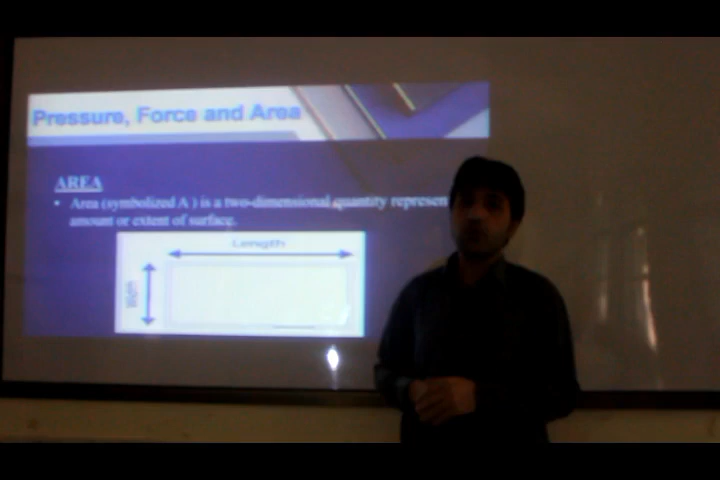 Pressure, Force and Area
AREA
• Area (symbolized A ) is a two-dimensional quantity represen
amount or extent of surface.
Length